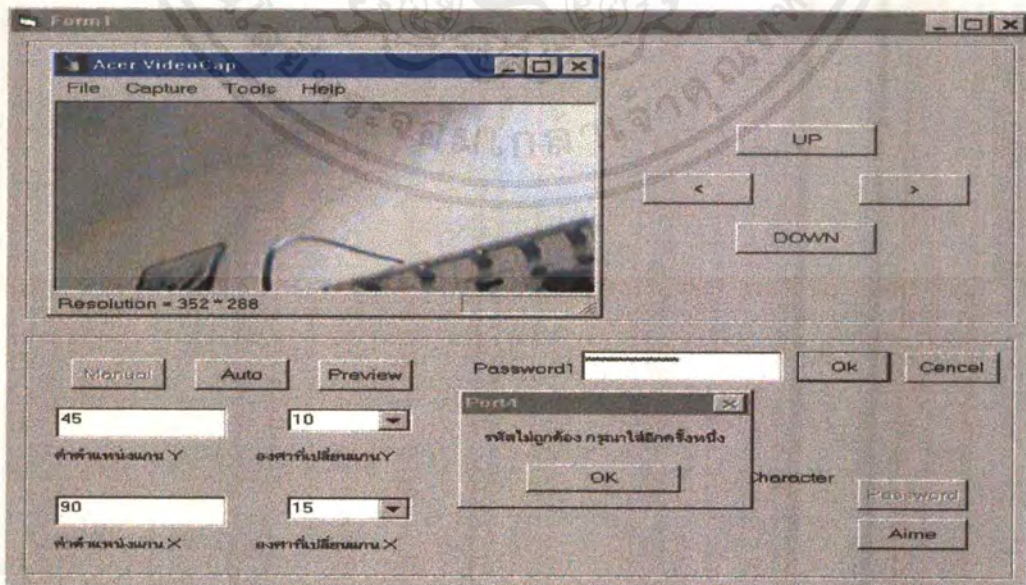 Form1
Acer VideoCap
File Capture Tools Help
UP
< >
DOWN
Resolution = 352 * 288
Manual Auto Preview
Password1
Ok Cencel
45
10
ค่าตำแหน่งแกน Y
องศาที่เปลี่ยนแกน Y
Port4
รหัสไม่ถูกต้อง กรุณาใส่อีกครั้งหนึ่ง
OK
Character
Password
90
15
ค่าตำแหน่งแกน X
องศาที่เปลี่ยนแกน X
Aime